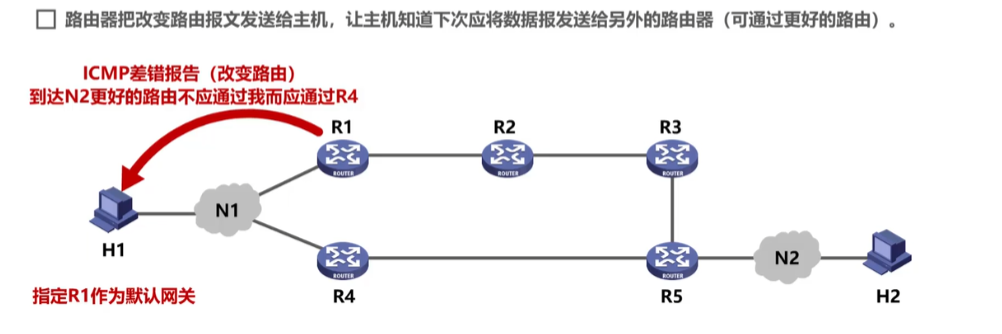 路由器把改变路由报文发送给主机，让主机知道下次应将数据报发送给另外的路由器（可通过更好的路由）。
ICMP差错报告（改变路由）
到达N2更好的路由不应通过我而应通过R4
R1
R2
R3
ROUTER
ROUTER
ROUTER
N1
H1
ROUTER
ROUTER
N2
指定R1作为默认网关
R4
R5
H2